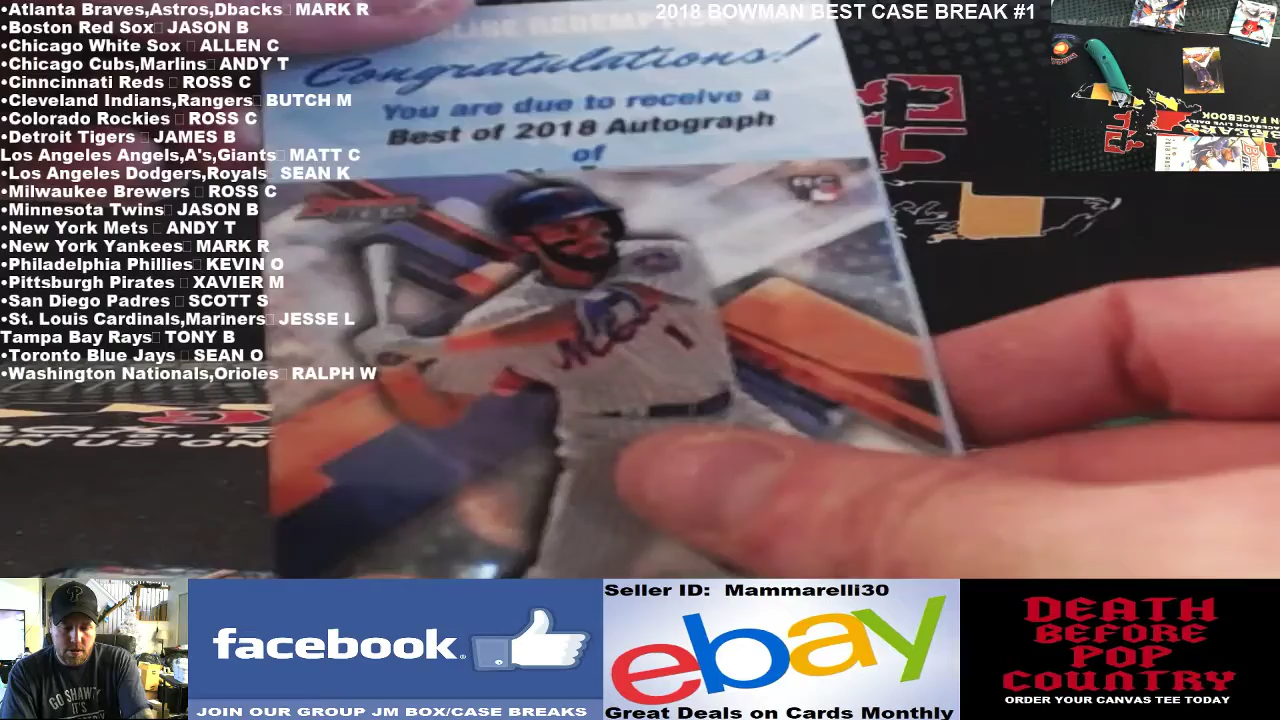 •Atlanta Braves,Astros,Dbacks MARK R
•Boston Red Sox JASON B
•Chicago White Sox ALLEN C
•Chicago Cubs,Marlins ANDY T
•Cinncinnati Reds ROSS C
•Cleveland Indians,Rangers BUTCH M
•Colorado Rockies ROSS C
•Detroit Tigers JAMES B
Los Angeles Angels,A's,Giants MATT C
•Los Angeles Dodgers,Royals SEAN K
•Milwaukee Brewers ROSS C
•Minnesota Twins JASON B
•New York Mets ANDY T
•New York Yankees MARK R
•Philadelphia Phillies KEVIN O
•Pittsburgh Pirates XAVIER M
•San Diego Padres SCOTT S
•St. Louis Cardinals,Mariners JESSE L
Tampa Bay Rays TONY B
•Toronto Blue Jays SEAN O
•Washington Nationals,Orioles RALPH W
2018 BOWMAN BEST CASE BREAK #1
Congratulations!
You are due to receive a
Best of 2018 Autograph
of
Mets 1
facebook.
JOIN OUR GROUP JM BOX/CASE BREAKS
Seller ID: Mammarelli30
ebay
Great Deals on Cards Monthly
DEATH
BEFORE
POP
COUNTRY
ORDER YOUR CANVAS TEE TODAY